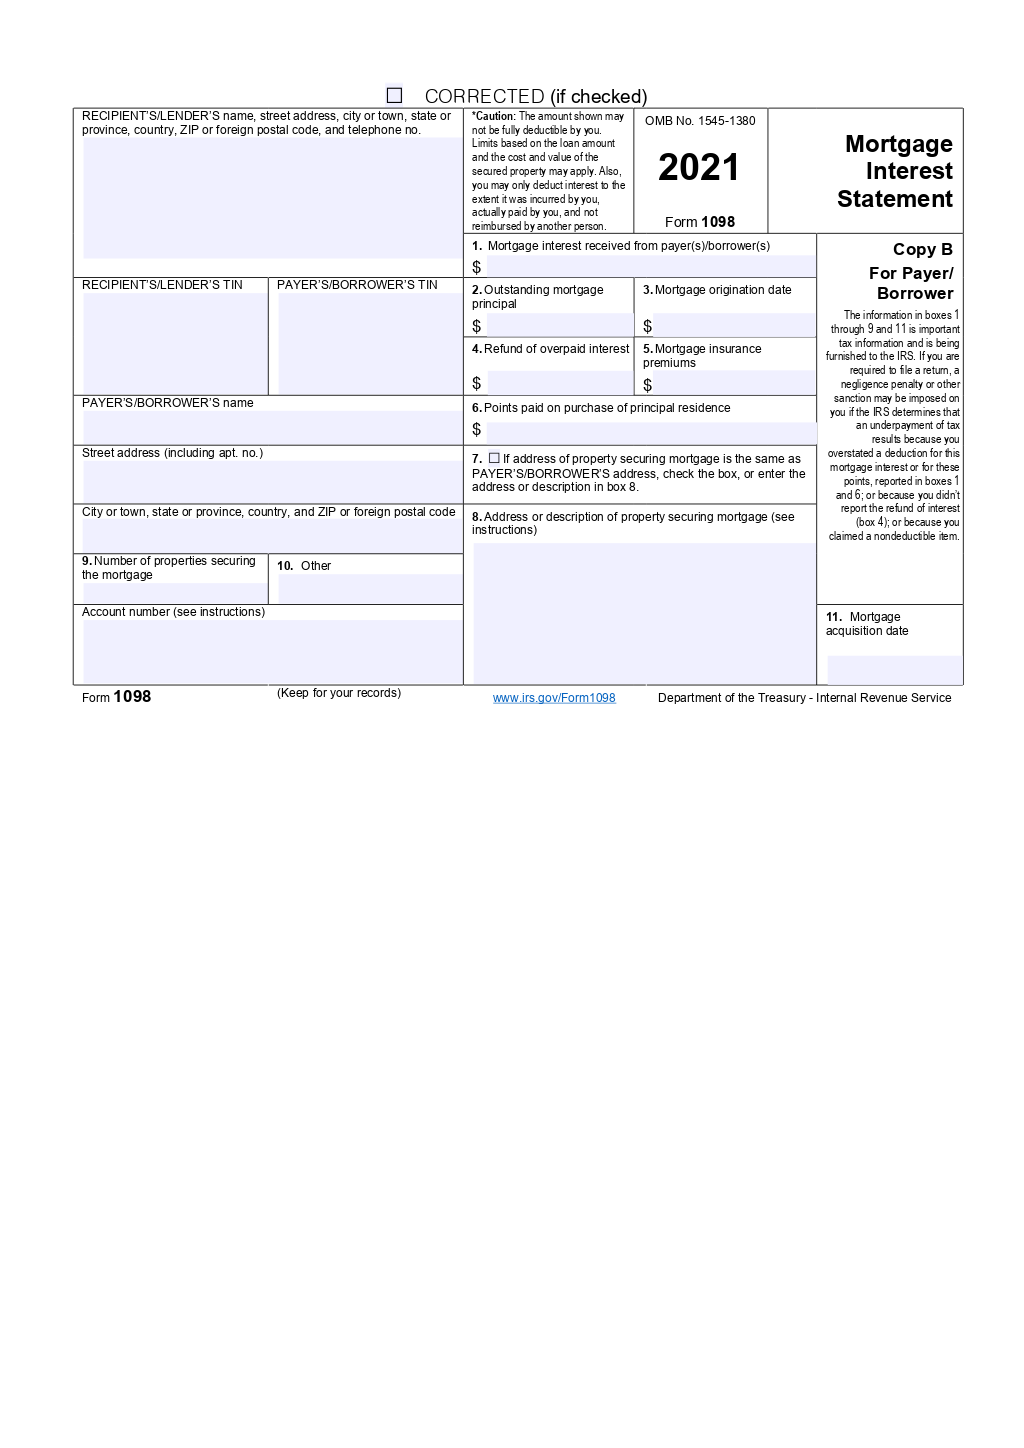 CORRECTED (if checked)
RECIPIENT'S/LENDER'S name, street address, city or town, state or
province, country, ZIP or foreign postal code, and telephone no.
*Caution: The amount shown may
not be fully deductible by you.
Limits based on the loan amount
and the cost and value of the
secured property may apply. Also,
you may only deduct interest to the
extent it was incurred by you,
actually paid by you, and not
reimbursed by another person.
OMB No. 1545-1380
2021
Form 1098
Mortgage
Interest
Statement
1. Mortgage interest received from payer(s)/borrower(s)
$
Copy B
For Payer/
Borrower
The information in boxes 1
through 9 and 11 is important
tax information and is being
furnished to the IRS. If you are
required to file a return, a
negligence penalty or other
sanction may be imposed on
you if the IRS determines that
an underpayment of tax
results because you
overstated a deduction for this
mortgage interest or for these
points, reported in boxes 1
and 6; or because you didn't
report the refund of interest
(box 4); or because you
claimed a nondeductible item.
RECIPIENT'S/LENDER'S TIN
PAYER'S/BORROWER'S TIN
2. Outstanding mortgage
principal
$
3. Mortgage origination date
$
4. Refund of overpaid interest
$
5. Mortgage insurance
premiums
$
PAYER'S/BORROWER'S name
6. Points paid on purchase of principal residence
$
Street address (including apt. no.)
7. If address of property securing mortgage is the same as
PAYER'S/BORROWER'S address, check the box, or enter the
address or description in box 8.
City or town, state or province, country, and ZIP or foreign postal code
8. Address or description of property securing mortgage (see
instructions)
9. Number of properties securing
the mortgage
10. Other
Account number (see instructions)
11. Mortgage
acquisition date
Form 1098
(Keep for your records)
www.irs.gov/Form1098
Department of the Treasury - Internal Revenue Service